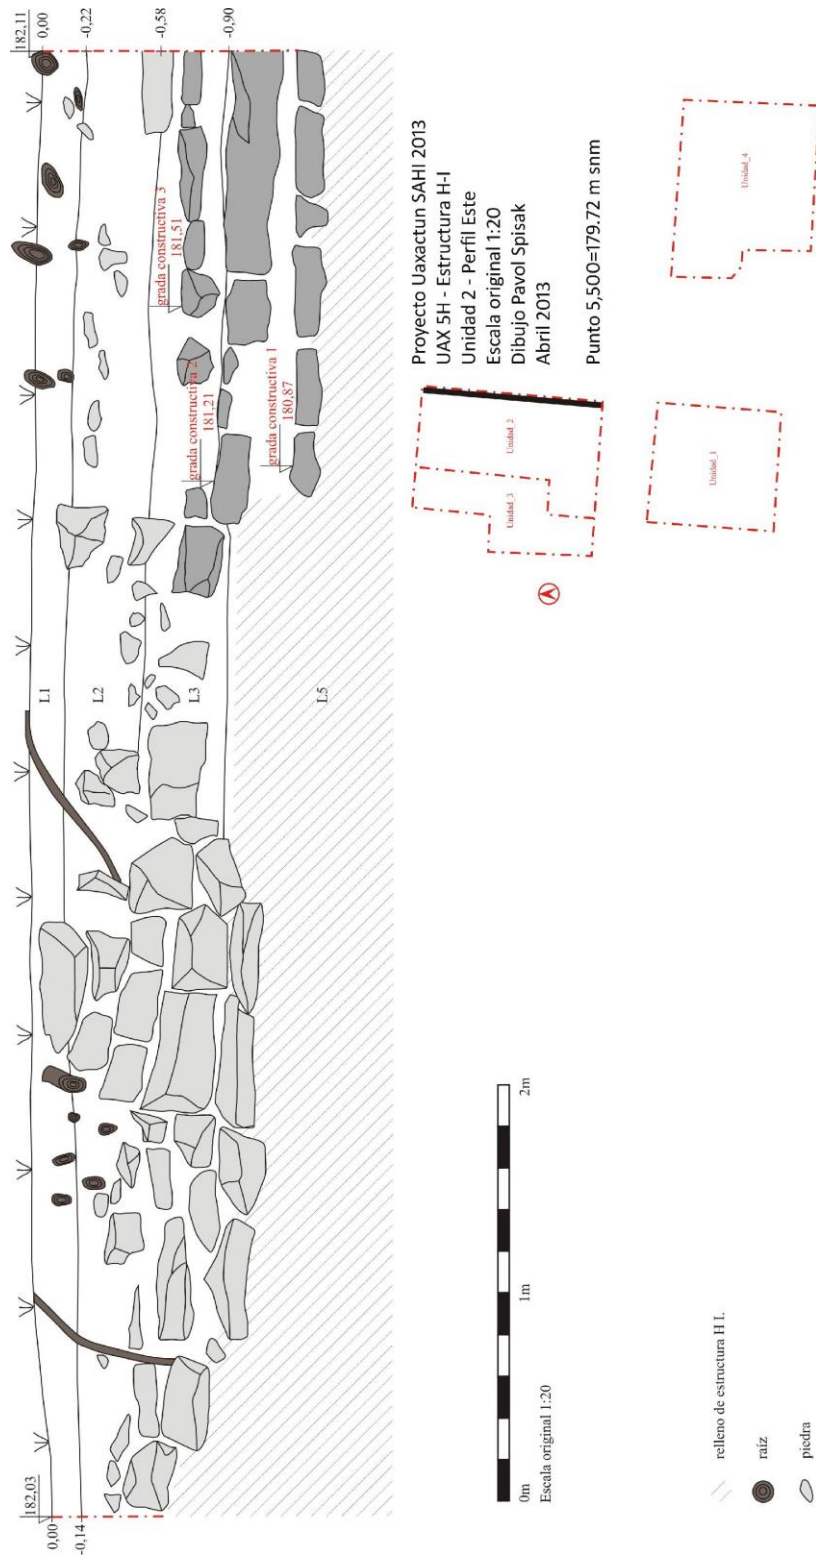 182,11
0,00
-0,22
-0,58
-0,90
grada constructiva 3
181,51
grada constructiva 2
181,21
grada constructiva 1
180,87
L1
L2
L3
L5
182,03
0,00
-0,14
Proyecto Uaxactun SAHI 2013
UAX 5H - Estructura H-I
Unidad 2 - Perfil Este
Escala original 1:20
Dibujo Pavol Spisak
Abril 2013
Punto 5,500=179.72 m snm
Unidad_3
Unidad_2
Unidad_1
Unidad_4
0m
1m
2m
Escala original 1:20
relleno de estructura H I.
raíz
piedra